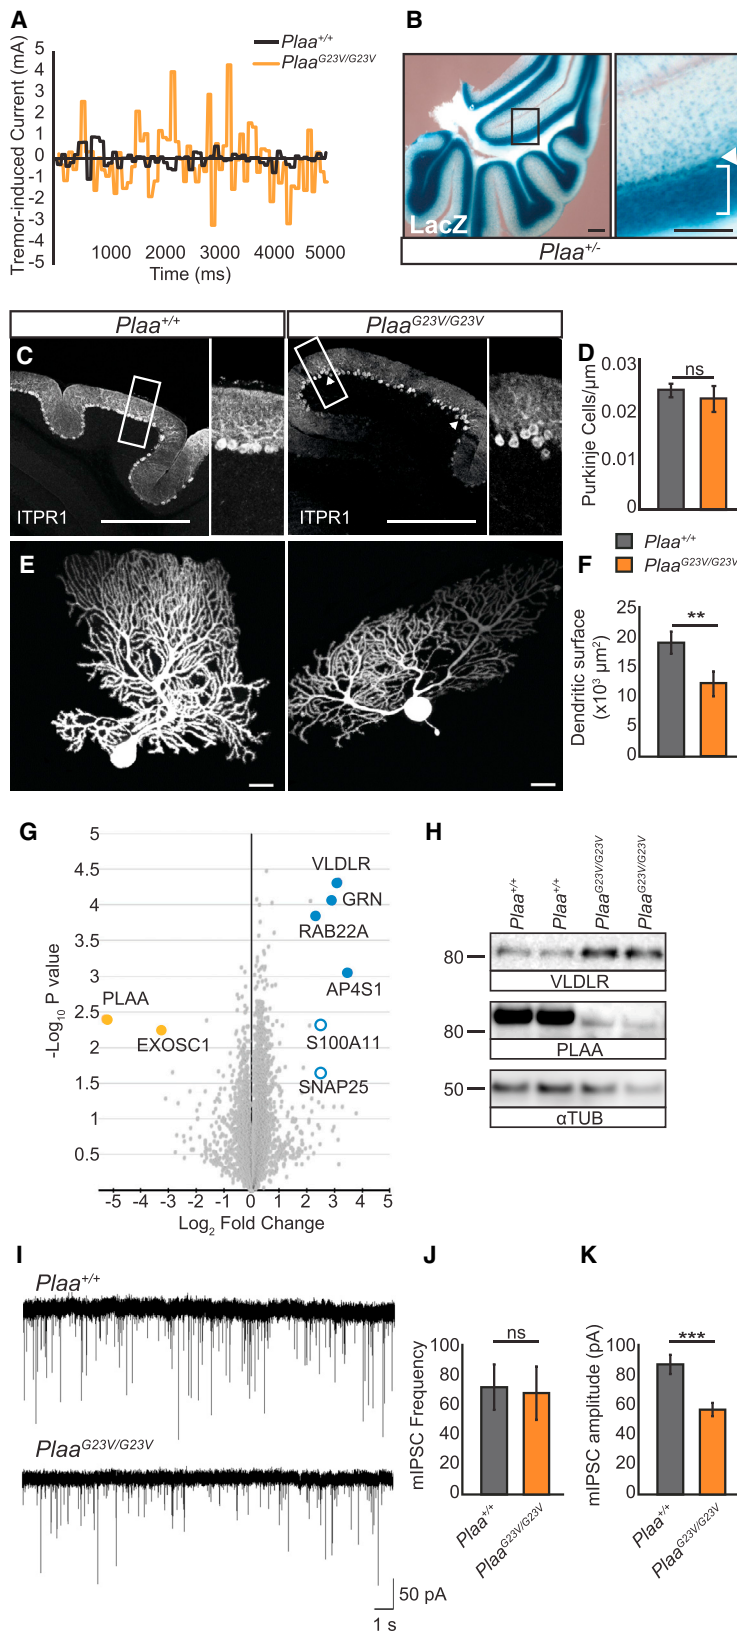 A
Tremor-induced Current (mA)
5
4
3
2
1
0
-1
-2
-3
-4
-5
1000 2000 3000 4000 5000
Time (ms)
Plaa+/+
PlaaG23V/G23V
B
LacZ
Plaa+/-
Plaa+/+
PlaaG23V/G23V
C
ITPR1
ITPR1
D
Purkinje Cells/µm
0.03
0.02
0.01
0
ns
Plaa+/+
PlaaG23V/G23V
E
F
Dendritic surface
(x10³ µm²)
25
20
15
10
5
0
**
G
-Log10 P value
5
4.5
4
3.5
3
2.5
2
1.5
1
0.5
VLDLR
GRN
RAB22A
AP4S1
PLAA
EXOSC1
S100A11
SNAP25
-5 -4 -3 -2 -1 0 1 2 3 4 5
Log2 Fold Change
H
Plaa+/+
Plaa+/+
PlaaG23V/G23V
PlaaG23V/G23V
80
VLDLR
80
PLAA
50
αTUB
I
Plaa+/+
PlaaG23V/G23V
50 pA
1 s
J
mIPSC Frequency
100
80
60
40
20
0
ns
Plaa+/+
PlaaG23V/G23V
K
mIPSC amplitude (pA)
100
80
60
40
20
0
***
Plaa+/+
PlaaG23V/G23V